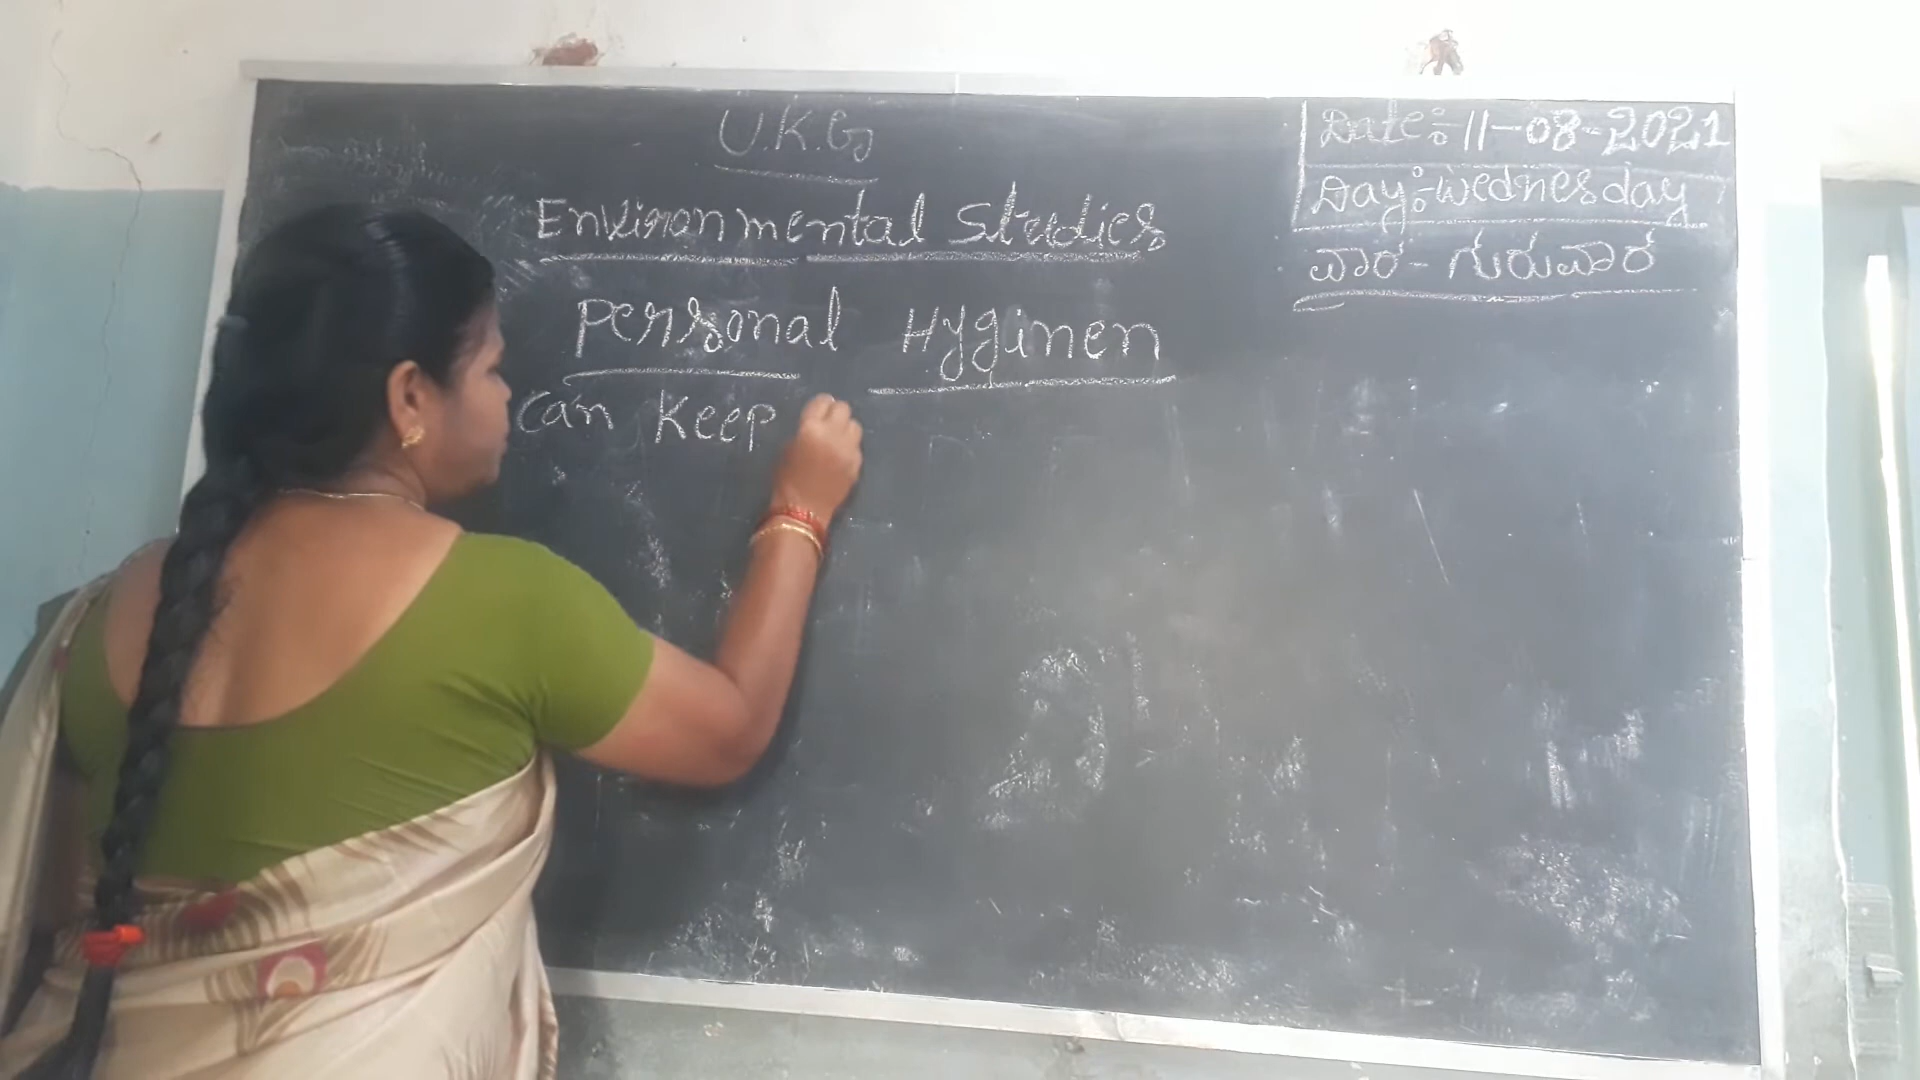 U.K.G
Date:-11-08-2021
Day:-Wednesday
ವಾರ - ಗುರುವಾರ
Environmental Studies
Personal Hyginen
Can Keep